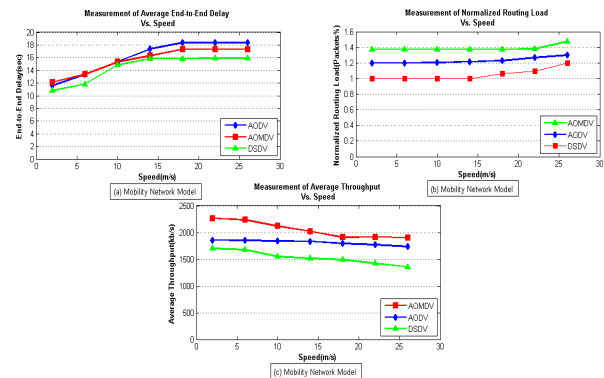 Measurement of Average End-to-End Delay
Vs. Speed
End-to-End Delay(sec)
20
18
16
14
12
10
8
6
4
2
0
0
5
10
15
20
25
30
Speed(m/s)
AODV
AOMDV
DSDV
(a) Mobility Network Model
Measurement of Normalized Routing Load
Vs. Speed
Normalized Routing Load(Packets%)
1.6
1.4
1.2
1
0.8
0.6
0.4
0.2
0
0
5
10
15
20
25
30
Speed(m/s)
AOMDV
AODV
DSDV
(b) Mobility Network Model
Measurement of Average Throughput
Vs. Speed
Average Throughput(kb/s)
2500
2000
1500
1000
500
0
0
5
10
15
20
25
30
Speed(m/s)
AOMDV
AODV
DSDV
(c) Mobility Network Model